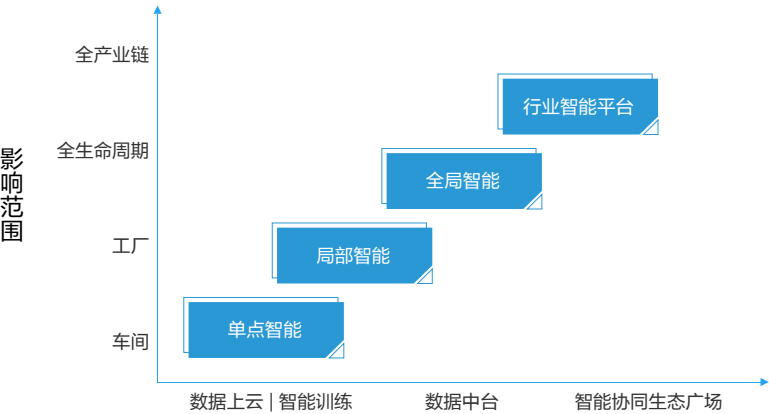 影响范围
全产业链
全生命周期
工厂
车间
行业智能平台
全局智能
局部智能
单点智能
数据上云 | 智能训练
数据中台
智能协同生态广场